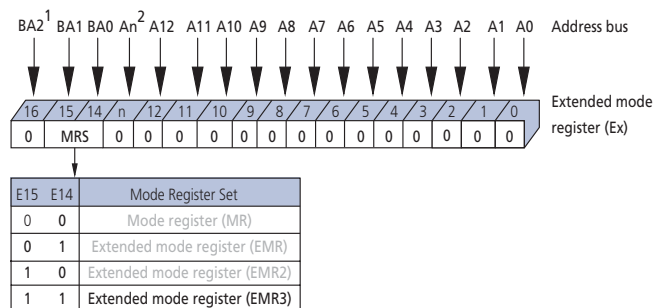 BA2¹ BA1 BA0 An² A12 A11 A10 A9 A8 A7 A6 A5 A4 A3 A2 A1 A0 Address bus
16 15 14 n 12 11 10 9 8 7 6 5 4 3 2 1 0 Extended mode
register (Ex)
0 MRS 0 0 0 0 0 0 0 0 0 0 0 0 0 0 0
E15 E14 Mode Register Set
0 0 Mode register (MR)
0 1 Extended mode register (EMR)
1 0 Extended mode register (EMR2)
1 1 Extended mode register (EMR3)